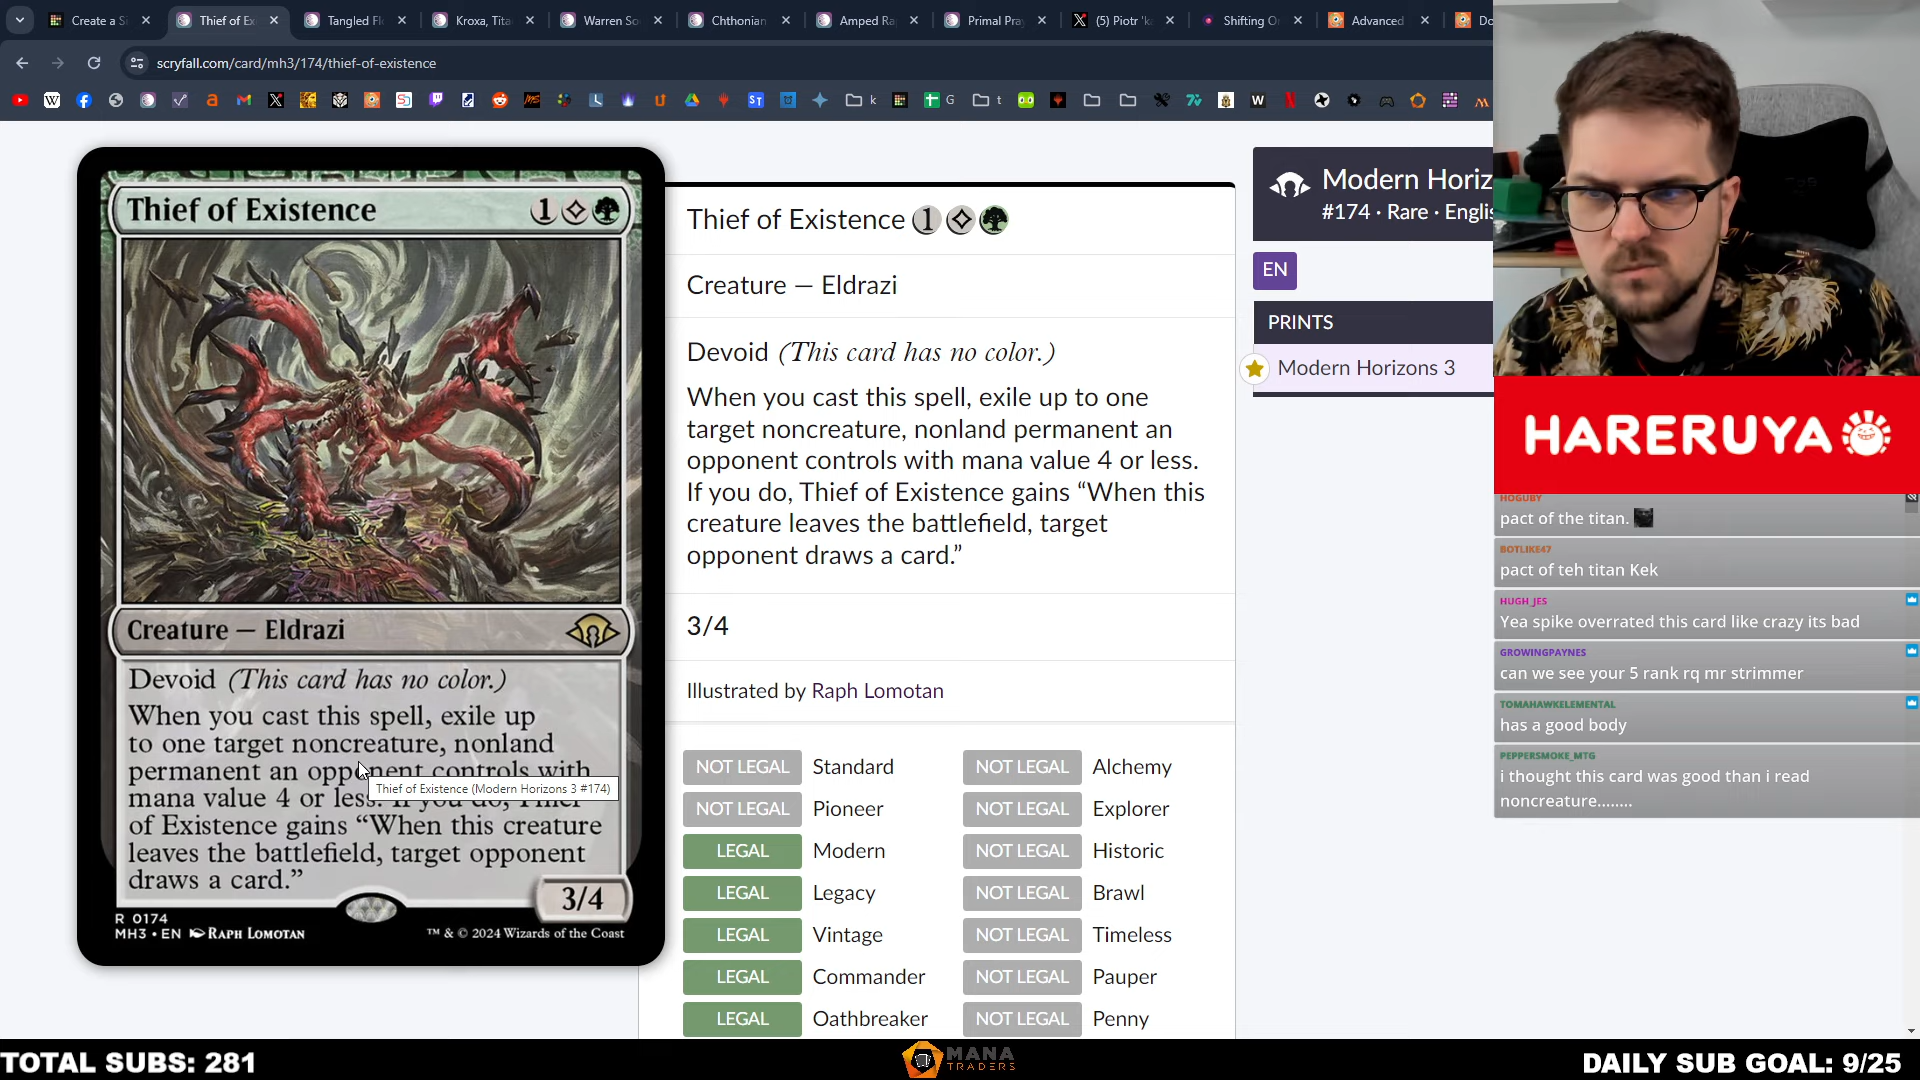 Create a S
Thief of Ex
Tangled Fl
Kroxa, Tita
Warren So
Chthonian
Amped Ra
Primal Pray
(5) Piotr 'k
Shifting O
Advanced
Do
scryfall.com/card/mh3/174/thief-of-existence
k
G
t
Thief of Existence 1
Creature — Eldrazi
Devoid (This card has no color.)
When you cast this spell, exile up
to one target noncreature, nonland
permanent an opponent controls with
mana value 4 or less. If you do, Thief
of Existence gains “When this creature
leaves the battlefield, target opponent
draws a card.”
3/4
R 0174
MH3 • EN RAPH LOMOTAN
™ & © 2024 Wizards of the Coast
Thief of Existence (Modern Horizons 3 #174)
Thief of Existence 1
Creature — Eldrazi
Devoid (This card has no color.)
When you cast this spell, exile up to one
target noncreature, nonland permanent an
opponent controls with mana value 4 or less.
If you do, Thief of Existence gains “When this
creature leaves the battlefield, target
opponent draws a card.”
3/4
Illustrated by Raph Lomotan
NOT LEGAL Standard NOT LEGAL Alchemy
NOT LEGAL Pioneer NOT LEGAL Explorer
LEGAL Modern NOT LEGAL Historic
LEGAL Legacy NOT LEGAL Brawl
LEGAL Vintage NOT LEGAL Timeless
LEGAL Commander NOT LEGAL Pauper
LEGAL Oathbreaker NOT LEGAL Penny
Modern Horiz
#174 · Rare · Englis
EN
PRINTS
Modern Horizons 3
HARERUYA
HOGUBY
pact of the titan.
BOTLIKE47
pact of teh titan Kek
HUGH_JES
Yea spike overrated this card like crazy its bad
GROWINGPAYNES
can we see your 5 rank rq mr strimmer
TOMAHAWKELEMENTAL
has a good body
PEPPERSMOKE_MTG
i thought this card was good than i read
noncreature........
TOTAL SUBS: 281
MANA
TRADERS
DAILY SUB GOAL: 9/25